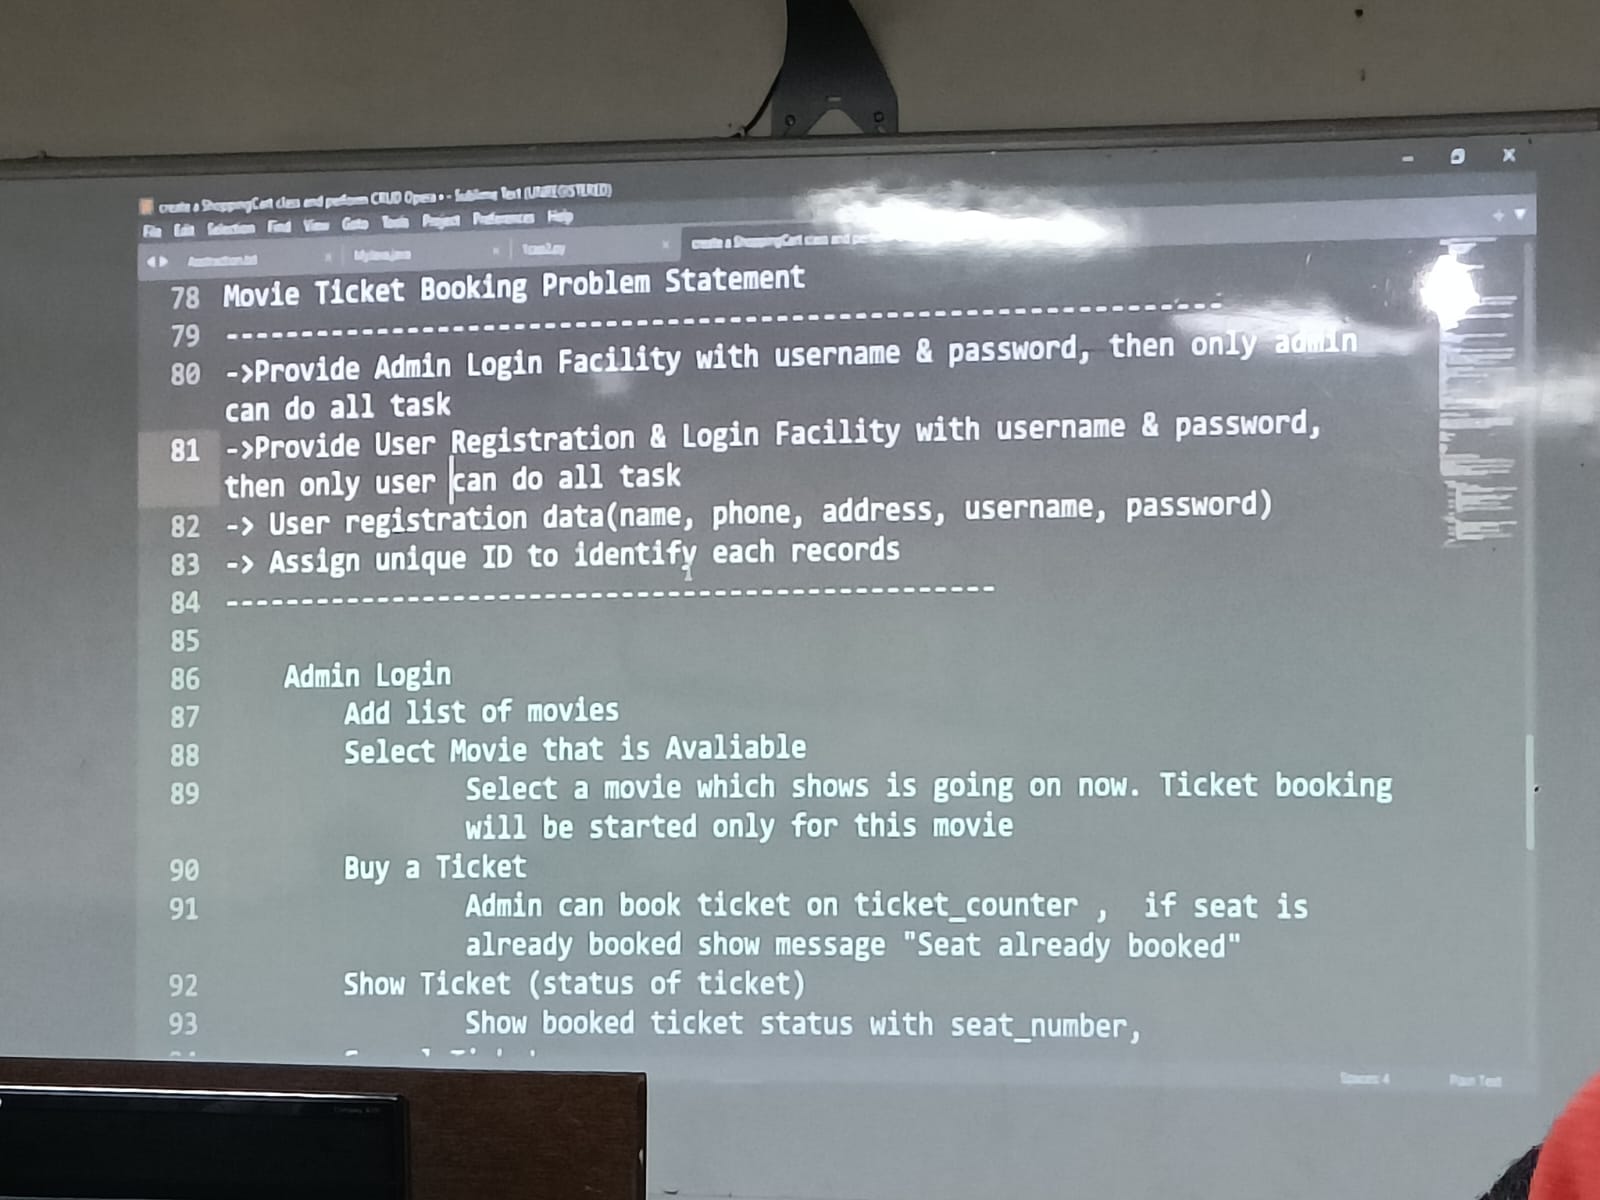 create a ShoppingCart class and perform CRUD Opera • - Sublime Text (UNREGISTERED)
File Edit Selection Find View Goto Tools Project Preferences Help
Abstraction.txt MyJava.java create a ShoppingCart class and
78 Movie Ticket Booking Problem Statement
79 ------------------------------------------------------------------
80 ->Provide Admin Login Facility with username & password, then only admin
can do all task
81 ->Provide User Registration & Login Facility with username & password,
then only user can do all task
82 -> User registration data(name, phone, address, username, password)
83 -> Assign unique ID to identify each records
84 ---------------------------------------------------
85
86 Admin Login
87 Add list of movies
88 Select Movie that is Avaliable
89 Select a movie which shows is going on now. Ticket booking
will be started only for this movie
90 Buy a Ticket
91 Admin can book ticket on ticket_counter , if seat is
already booked show message "Seat already booked"
92 Show Ticket (status of ticket)
93 Show booked ticket status with seat_number,
Spaces: 4 Plain Text